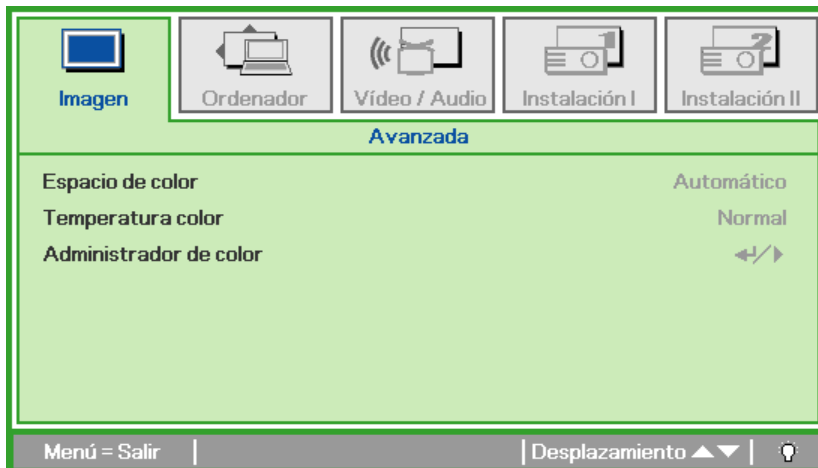 Imagen
Ordenador
Vídeo / Audio
Instalación I
Instalación II
Avanzada
Espacio de color Automático
Temperatura color Normal
Administrador de color
Menú = Salir
Desplazamiento